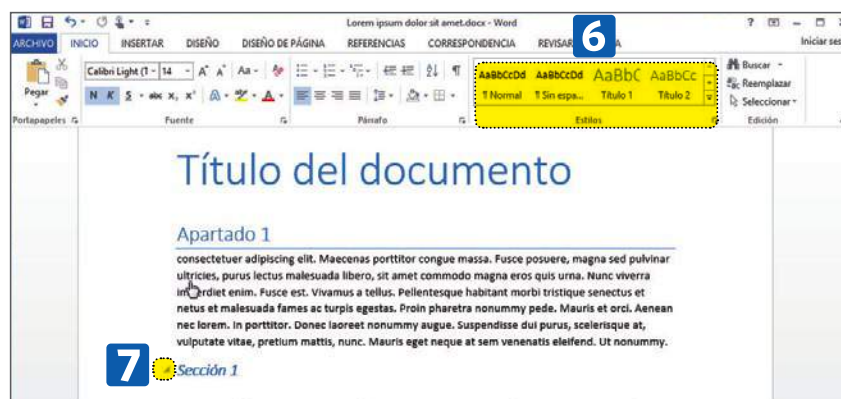 Lorem ipsum dolor sit amet.docx - Word
ARCHIVO INICIO INSERTAR DISEÑO DISEÑO DE PÁGINA REFERENCIAS CORRESPONDENCIA REVISAR
Iniciar ses
6
Calibri Light (T 14 A A Aa
Pegar
N K S abc x, x² A A
AaBbCcDd AaBbCcDd AaBbC AaBbCc
¶ Normal ¶ Sin espa... Título 1 Título 2
Buscar
Reemplazar
Seleccionar
Portapapeles Fuente Párrafo Estilos Edición
Título del documento
Apartado 1
consectetuer adipiscing elit. Maecenas porttitor congue massa. Fusce posuere, magna sed pulvinar
ultricies, purus lectus malesuada libero, sit amet commodo magna eros quis urna. Nunc viverra
imperdiet enim. Fusce est. Vivamus a tellus. Pellentesque habitant morbi tristique senectus et
netus et malesuada fames ac turpis egestas. Proin pharetra nonummy pede. Mauris et orci. Aenean
nec lorem. In porttitor. Donec laoreet nonummy augue. Suspendisse dui purus, scelerisque at,
vulputate vitae, pretium mattis, nunc. Mauris eget neque at sem venenatis eleifend. Ut nonummy.
7
Sección 1